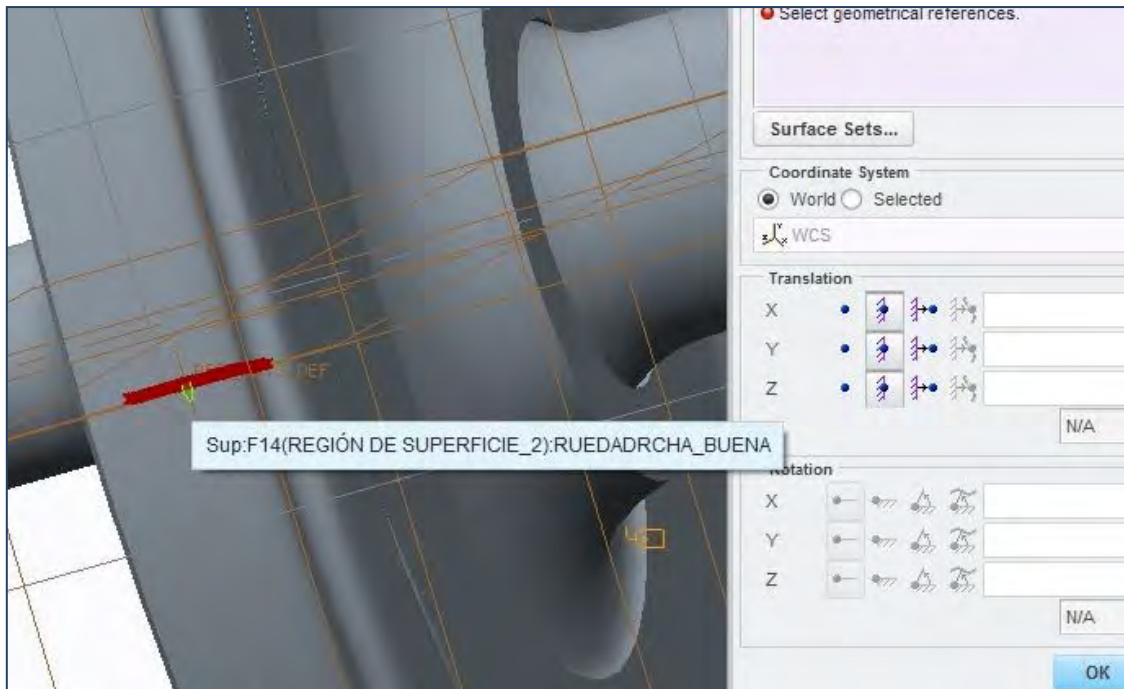 Select geometrical references.
Surface Sets...
Coordinate System
World Selected
WCS
Translation
X
Y
Z
N/A
DEF
Sup:F14(REGIÓN DE SUPERFICIE_2):RUEDADRCHA_BUENA
Rotation
X
Y
Z
N/A
OK